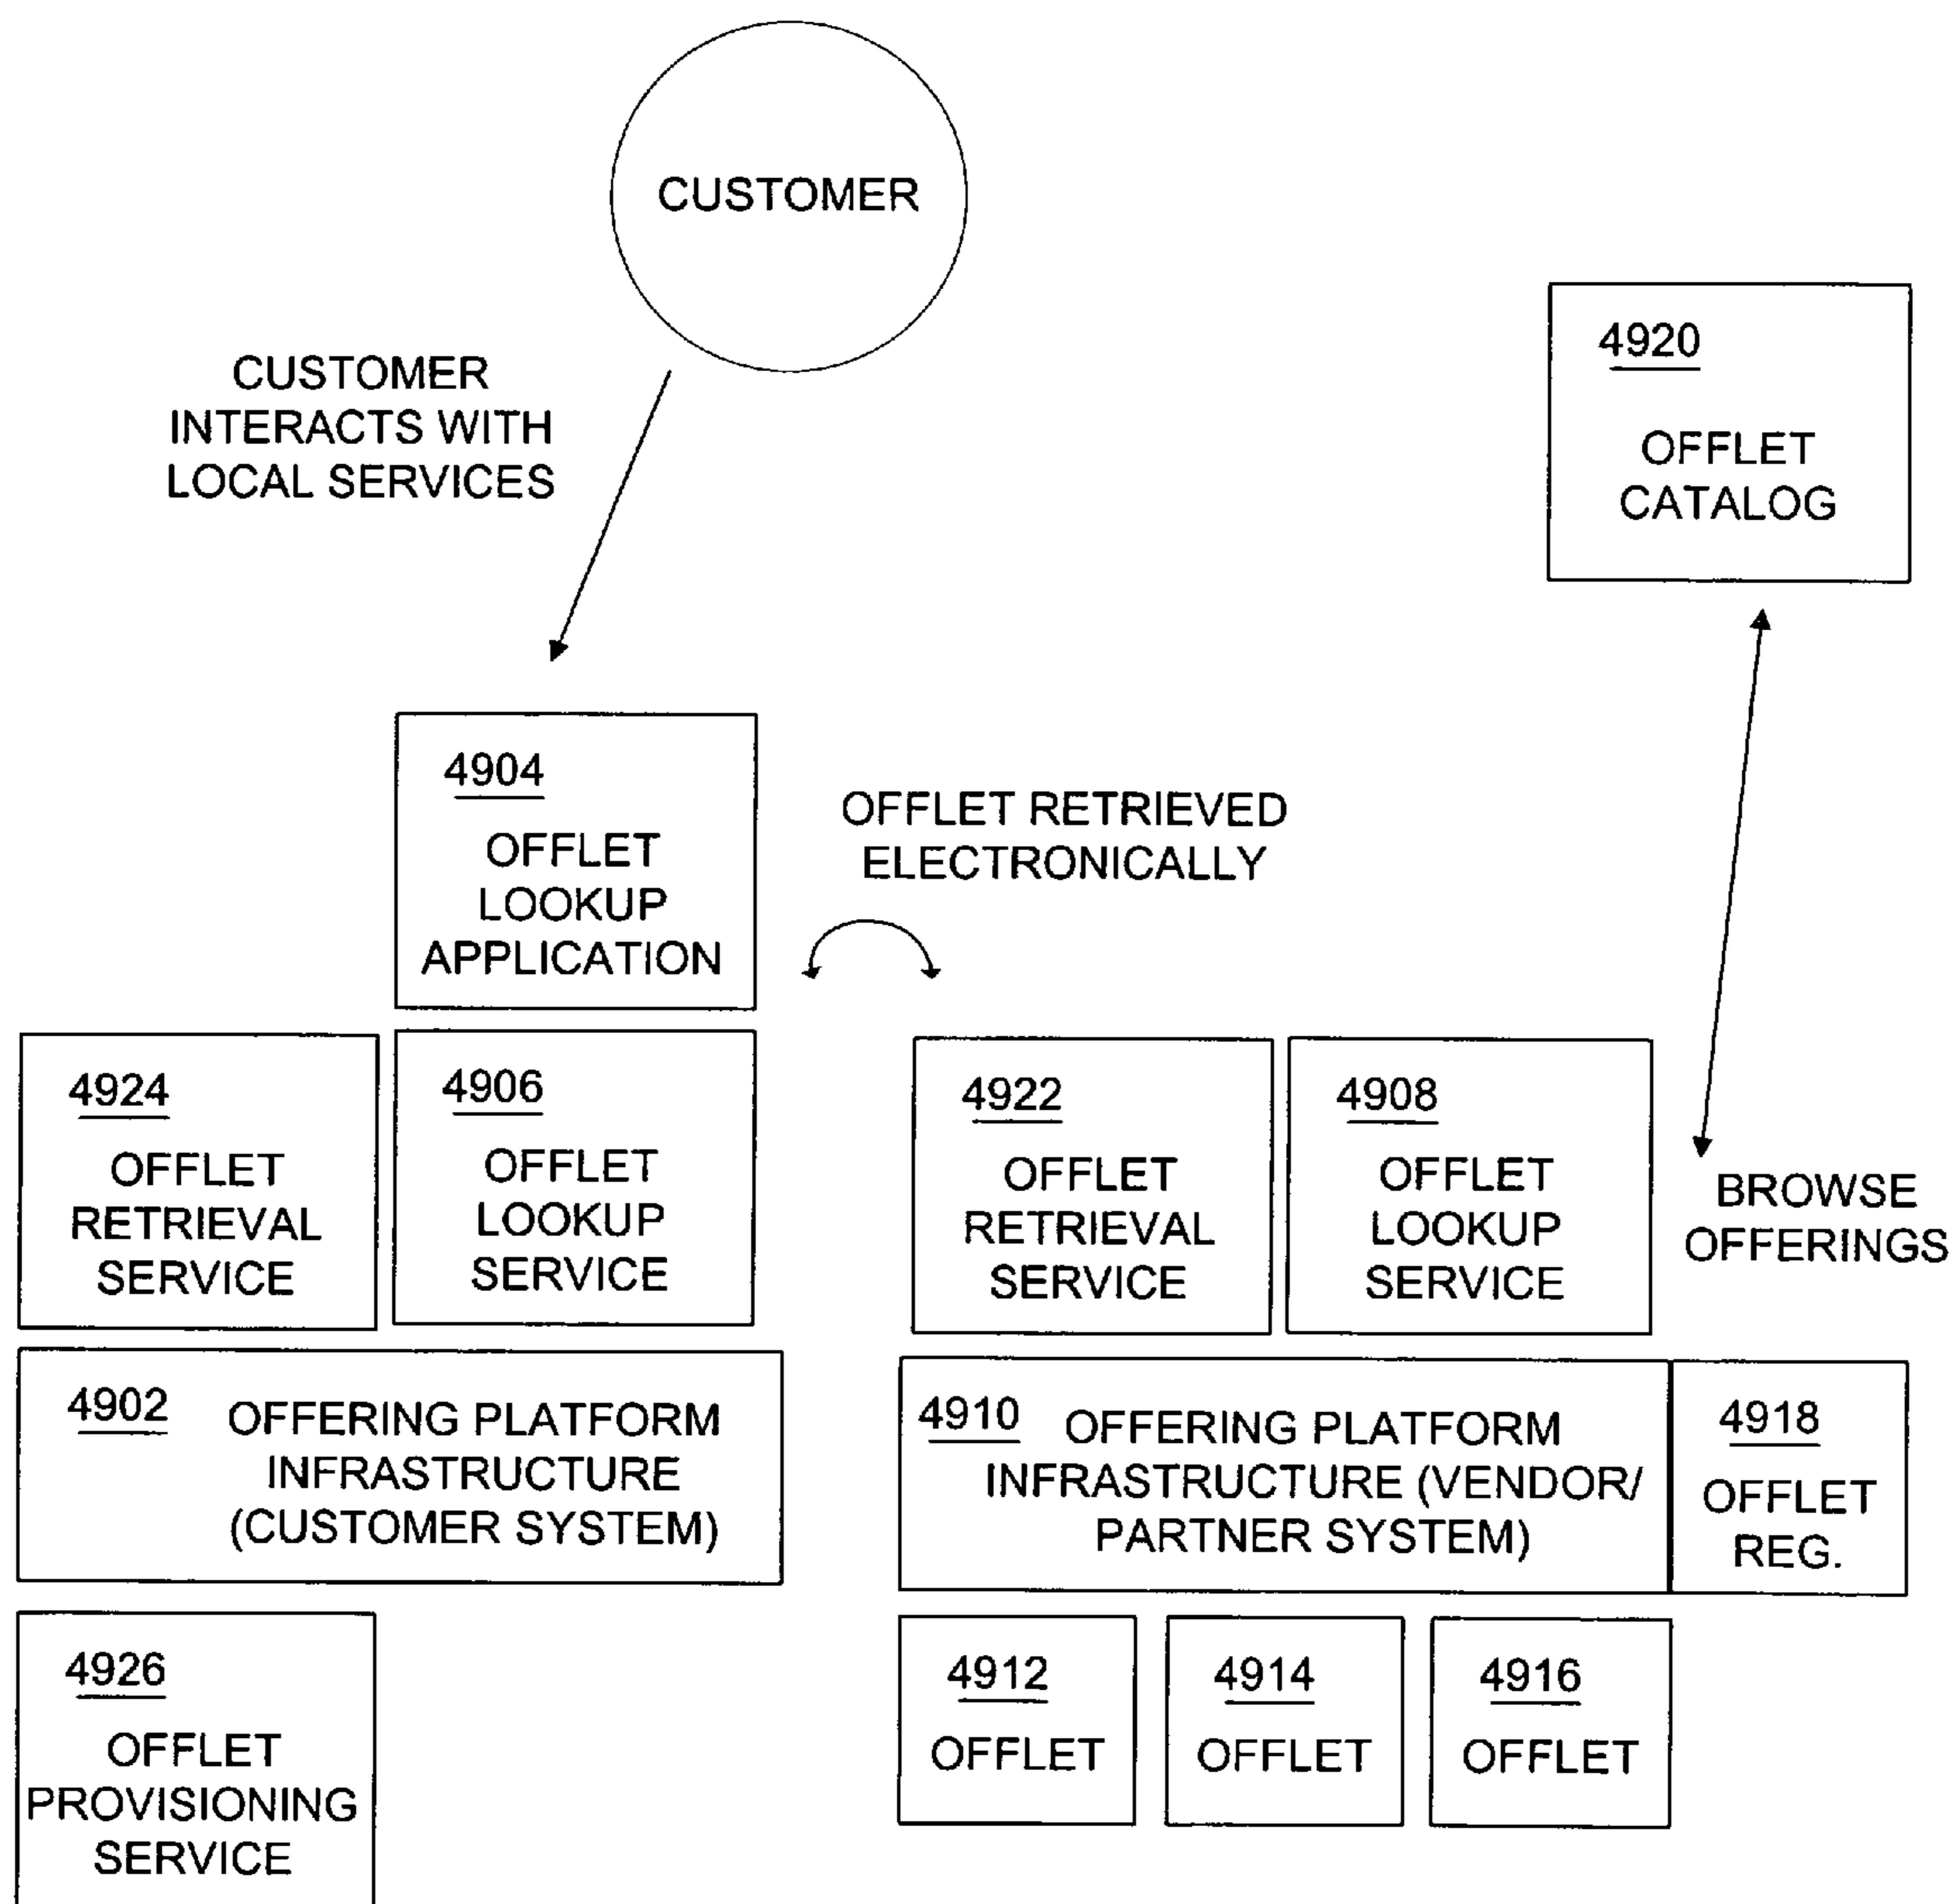 CUSTOMER
4920
OFFLET
CATALOG
CUSTOMER
INTERACTS WITH
LOCAL SERVICES
4904
OFFLET
LOOKUP
APPLICATION
OFFLET RETRIEVED
ELECTRONICALLY
4924
OFFLET
RETRIEVAL
SERVICE
4906
OFFLET
LOOKUP
SERVICE
4922
OFFLET
RETRIEVAL
SERVICE
4908
OFFLET
LOOKUP
SERVICE
BROWSE
OFFERINGS
4902 OFFERING PLATFORM
INFRASTRUCTURE
(CUSTOMER SYSTEM)
4910 OFFERING PLATFORM
INFRASTRUCTURE (VENDOR/
PARTNER SYSTEM)
4918
OFFLET
REG.
4926
OFFLET
PROVISIONING
SERVICE
4912
OFFLET
4914
OFFLET
4916
OFFLET